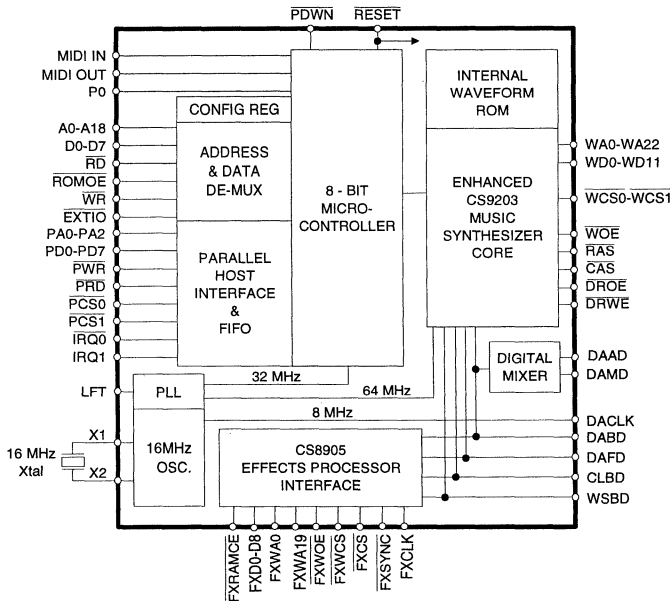 PDWN RESET
MIDI IN
MIDI OUT
P0
A0-A18
D0-D7
RD
ROMOE
WR
EXTIO
PA0-PA2
PD0-PD7
PWR
PRD
PCS0
PCS1
IRQ0
IRQ1
LFT
X1
16 MHz
Xtal
X2
CONFIG REG
ADDRESS
& DATA
DE-MUX
PARALLEL
HOST
INTERFACE
&
FIFO
8 - BIT
MICRO-
CONTROLLER
INTERNAL
WAVEFORM
ROM
ENHANCED
CS9203
MUSIC
SYNTHESIZER
CORE
32 MHz
64 MHz
8 MHz
PLL
16MHz
OSC.
CS8905
EFFECTS PROCESSOR
INTERFACE
DIGITAL
MIXER
WA0-WA22
WD0-WD11
WCS0-WCS1
WOE
RAS
CAS
DROE
DRWE
DAAD
DAMD
DACLK
DABD
DAFD
CLBD
WSBD
FXRAMCE
FXD0-D8
FXWA0
FXWA19
FXWOE
FXWCS
FXCS
FXSYNC
FXCLK